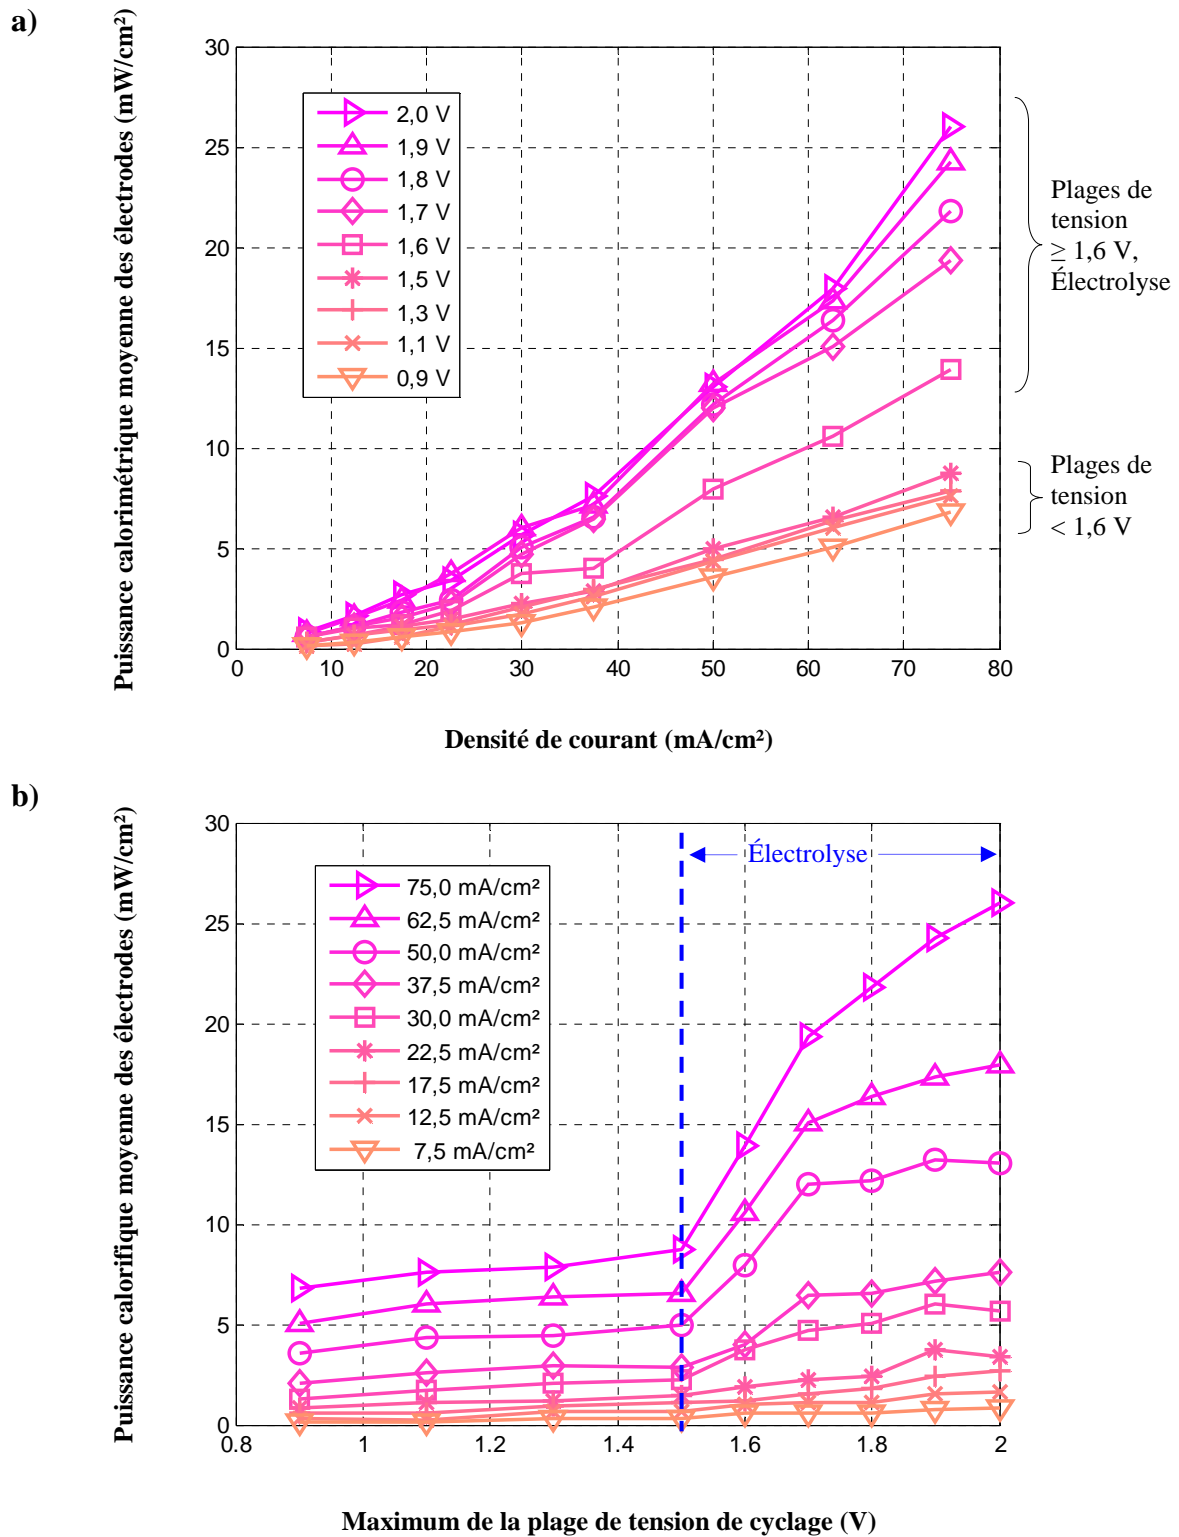 a)
Puissance calorimétrique moyenne des électrodes (mW/cm²)
30
25
20
15
10
5
0
2,0 V
1,9 V
1,8 V
1,7 V
1,6 V
1,5 V
1,3 V
1,1 V
0,9 V
Plages de
tension
≥ 1,6 V,
Électrolyse
Plages de
tension
< 1,6 V
0 10 20 30 40 50 60 70 80
Densité de courant (mA/cm²)
b)
Puissance calorifique moyenne des électrodes (mW/cm²)
30
25
20
15
10
5
0
Électrolyse
75,0 mA/cm²
62,5 mA/cm²
50,0 mA/cm²
37,5 mA/cm²
30,0 mA/cm²
22,5 mA/cm²
17,5 mA/cm²
12,5 mA/cm²
7,5 mA/cm²
0.8 1 1.2 1.4 1.6 1.8 2
Maximum de la plage de tension de cyclage (V)